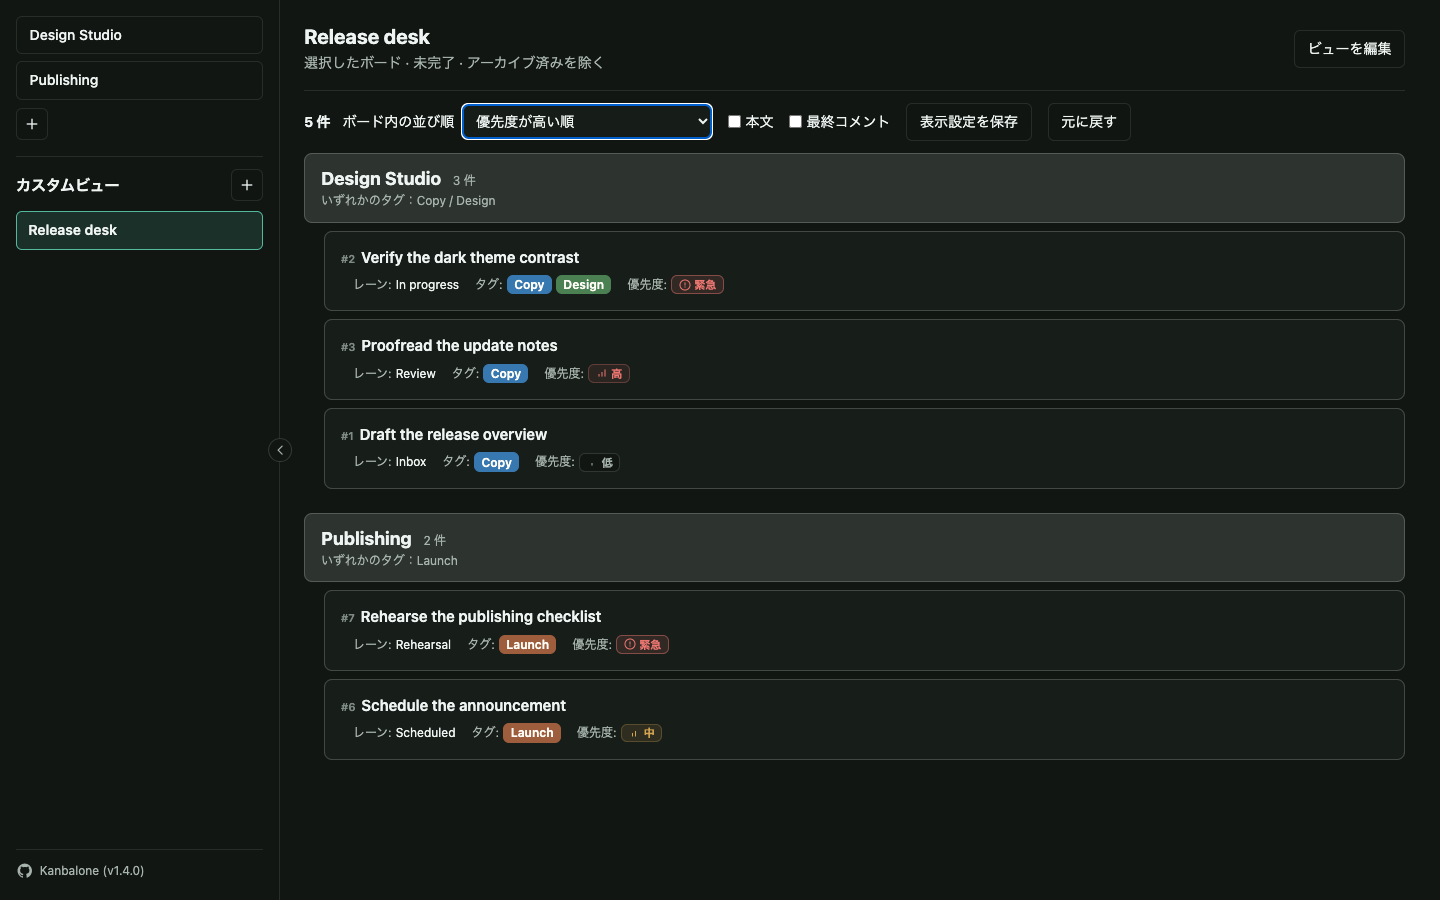 Design Studio
Publishing
+
カスタムビュー +
Release desk
Kanbalone (v1.4.0)
Release desk
選択したボード · 未完了 · アーカイブ済みを除く
ビューを編集
5 件 ボード内の並び順 優先度が高い順 本文 最終コメント 表示設定を保存 元に戻す
Design Studio 3 件
いずれかのタグ：Copy / Design
#2 Verify the dark theme contrast
レーン: In progress タグ: Copy Design 優先度: 緊急
#3 Proofread the update notes
レーン: Review タグ: Copy 優先度: 高
#1 Draft the release overview
レーン: Inbox タグ: Copy 優先度: 低
Publishing 2 件
いずれかのタグ：Launch
#7 Rehearse the publishing checklist
レーン: Rehearsal タグ: Launch 優先度: 緊急
#6 Schedule the announcement
レーン: Scheduled タグ: Launch 優先度: 中